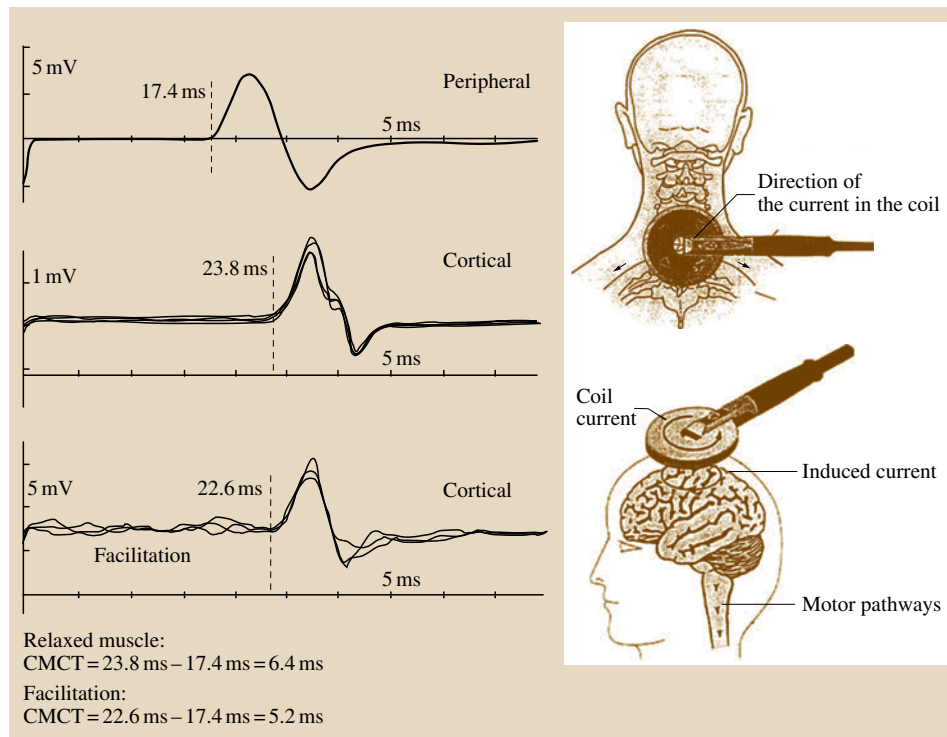 5 mV
17.4 ms
Peripheral
5 ms
1 mV
23.8 ms
Cortical
5 ms
5 mV
22.6 ms
Cortical
Facilitation
5 ms
Relaxed muscle:
CMCT = 23.8 ms – 17.4 ms = 6.4 ms
Facilitation:
CMCT = 22.6 ms – 17.4 ms = 5.2 ms
Direction of
the current in the coil
Coil
current
Induced current
Motor pathways